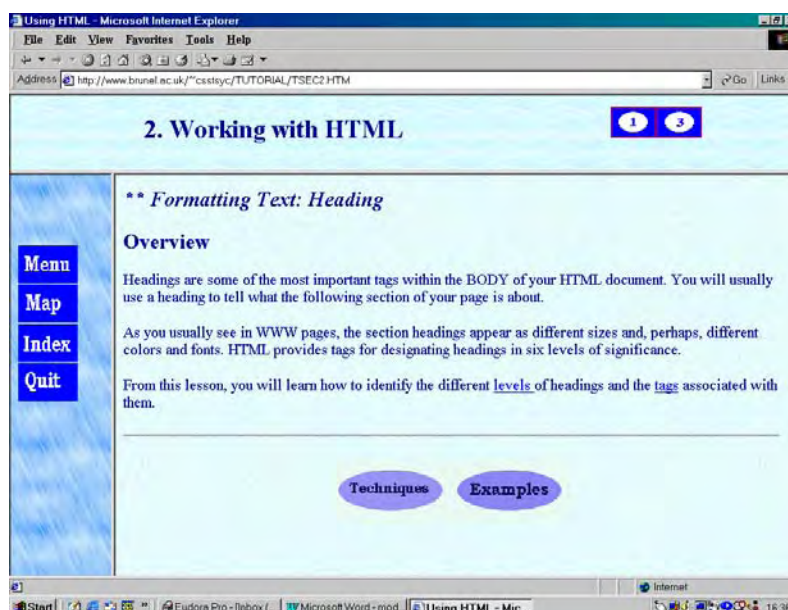 Using HTML - Microsoft Internet Explorer
File Edit View Favorites Tools Help
Address http://www.brunel.ac.uk/~csstsyc/TUTORIAL/TSEC2.HTM Go Links
2. Working with HTML
1 3
** Formatting Text: Heading
Overview
Menu
Map
Index
Quit
Headings are some of the most important tags within the BODY of your HTML document. You will usually
use a heading to tell what the following section of your page is about.
As you usually see in WWW pages, the section headings appear as different sizes and, perhaps, different
colors and fonts. HTML provides tags for designating headings in six levels of significance.
From this lesson, you will learn how to identify the different levels of headings and the tags associated with
them.
Techniques Examples
Internet
Start Eudora Pro - [Inbox ( Microsoft Word - mod Using HTML - Mic...